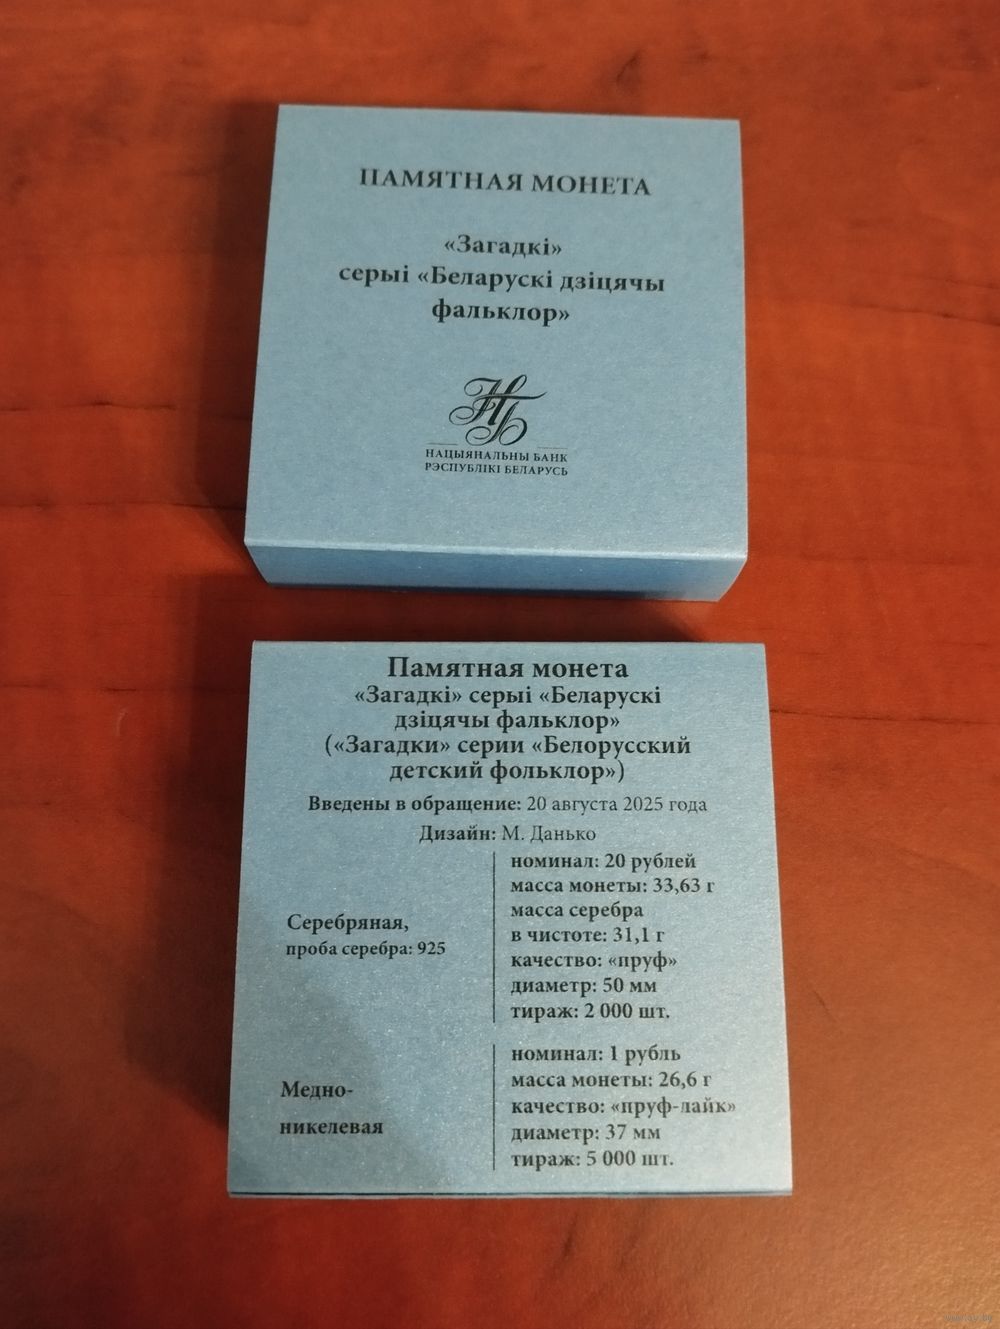 ПАМЯТНАЯ МОНЕТА
«Загадкі»
серыі «Беларускі дзіцячы
фальклор»
НБ
НАЦЫЯНАЛЬНЫ БАНК
РЭСПУБЛІКІ БЕЛАРУСЬ
Памятная монета
«Загадкі» серыі «Беларускі
дзіцячы фальклор»
(«Загадки» серии «Белорусский
детский фольклор»)
Введены в обращение: 20 августа 2025 года
Дизайн: М. Данько
Серебряная,
проба серебра: 925
номинал: 20 рублей
масса монеты: 33,63 г
масса серебра
в чистоте: 31,1 г
качество: «пруф»
диаметр: 50 мм
тираж: 2 000 шт.
Медно-
никелевая
номинал: 1 рубль
масса монеты: 26,6 г
качество: «пруф-лайк»
диаметр: 37 мм
тираж: 5 000 шт.